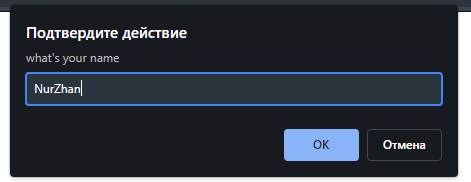 Подтвердите действие
what's your name
NurZhan
OK
Отмена